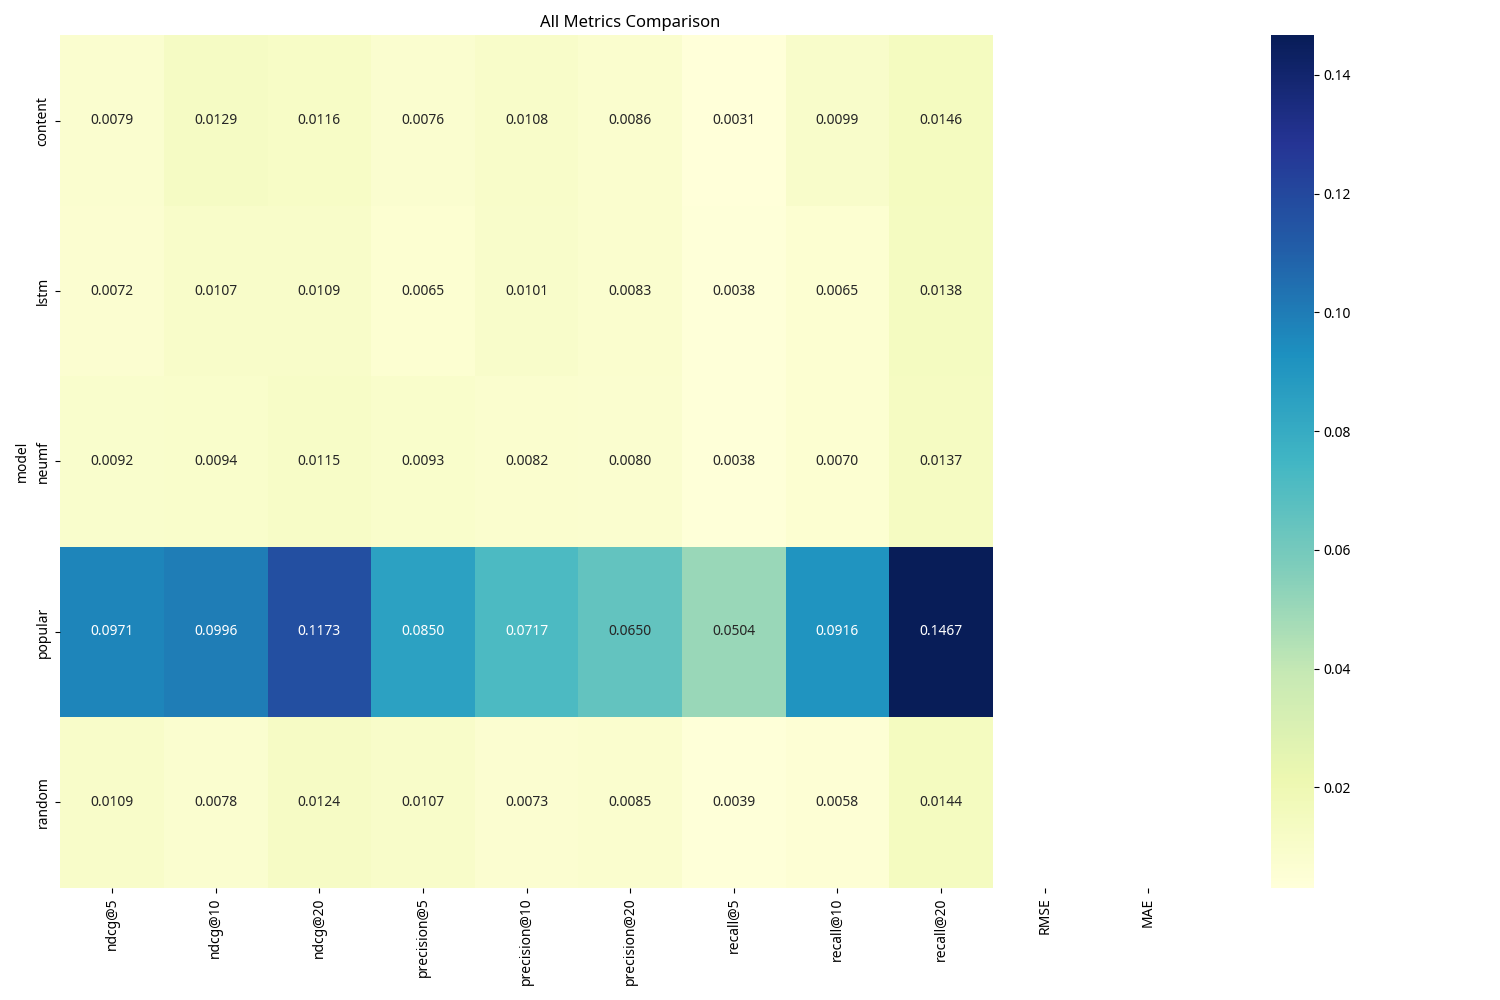 All Metrics Comparison
model
content 0.0079 0.0129 0.0116 0.0076 0.0108 0.0086 0.0031 0.0099 0.0146
lstm 0.0072 0.0107 0.0109 0.0065 0.0101 0.0083 0.0038 0.0065 0.0138
neumf 0.0092 0.0094 0.0115 0.0093 0.0082 0.0080 0.0038 0.0070 0.0137
popular 0.0971 0.0996 0.1173 0.0850 0.0717 0.0650 0.0504 0.0916 0.1467
random 0.0109 0.0078 0.0124 0.0107 0.0073 0.0085 0.0039 0.0058 0.0144
ndcg@5 ndcg@10 ndcg@20 precision@5 precision@10 precision@20 recall@5 recall@10 recall@20 RMSE MAE
0.14
0.12
0.10
0.08
0.06
0.04
0.02